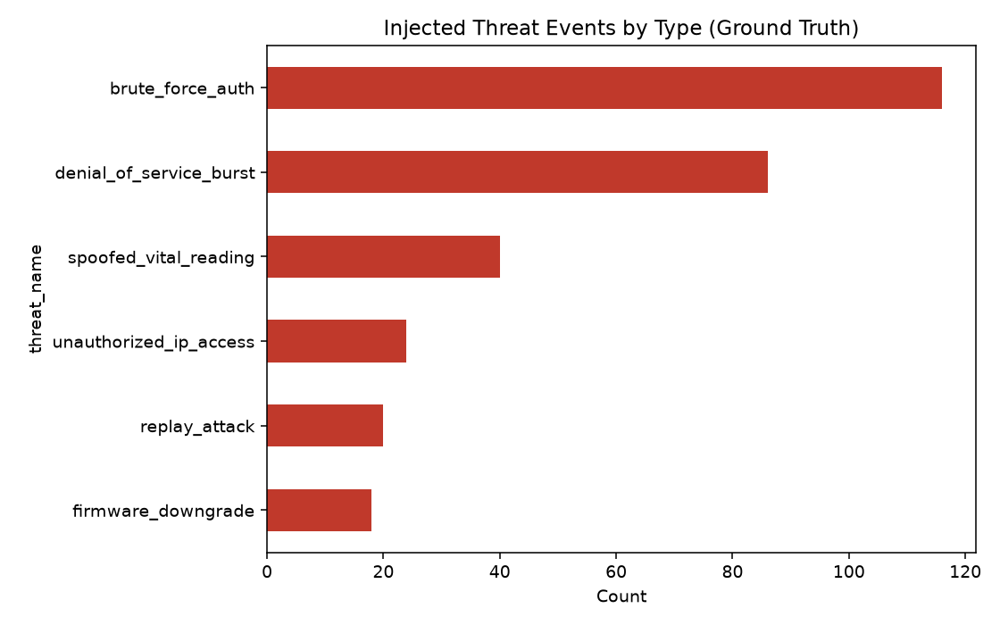 Injected Threat Events by Type (Ground Truth)
threat_name
brute_force_auth
denial_of_service_burst
spoofed_vital_reading
unauthorized_ip_access
replay_attack
firmware_downgrade
0 20 40 60 80 100 120
Count